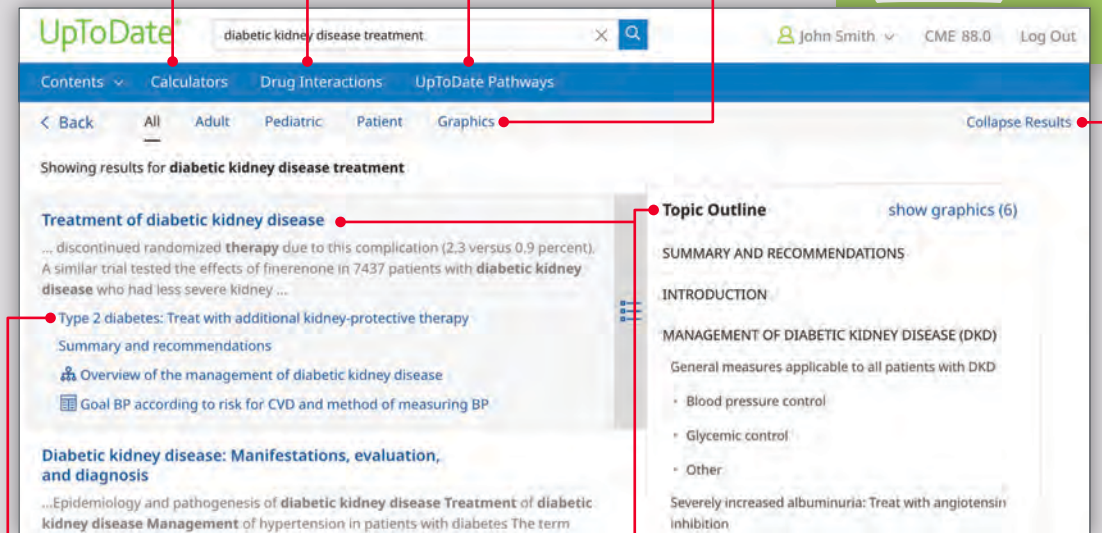 UpToDate®
diabetic kidney disease treatment
John Smith CME 88.0 Log Out
Contents Calculators Drug Interactions UpToDate Pathways
Back All Adult Pediatric Patient Graphics Collapse Results
Showing results for diabetic kidney disease treatment
Treatment of diabetic kidney disease
... discontinued randomized therapy due to this complication (2.3 versus 0.9 percent).
A similar trial tested the effects of finerenone in 7437 patients with diabetic kidney
disease who had less severe kidney ...
Type 2 diabetes: Treat with additional kidney-protective therapy
Summary and recommendations
Overview of the management of diabetic kidney disease
Goal BP according to risk for CVD and method of measuring BP
Diabetic kidney disease: Manifestations, evaluation,
and diagnosis
...Epidemiology and pathogenesis of diabetic kidney disease Treatment of diabetic
kidney disease Management of hypertension in patients with diabetes The term
Topic Outline show graphics (6)
SUMMARY AND RECOMMENDATIONS
INTRODUCTION
MANAGEMENT OF DIABETIC KIDNEY DISEASE (DKD)
General measures applicable to all patients with DKD
• Blood pressure control
• Glycemic control
• Other
Severely increased albuminuria: Treat with angiotensin
inhibition